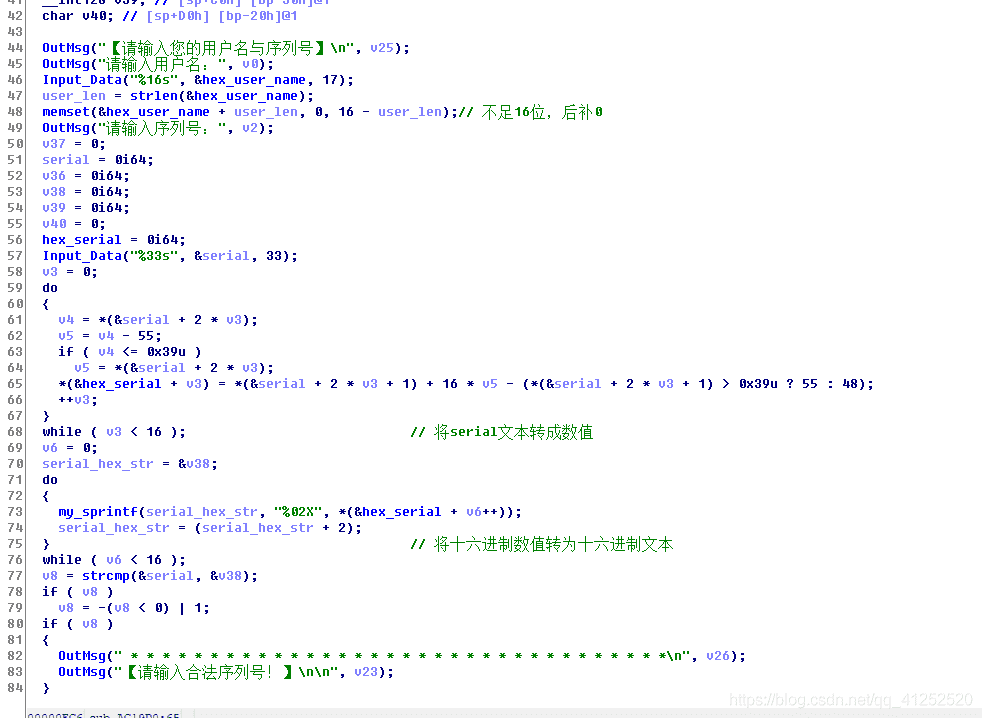 42 char v40; // [sp+D0h] [bp-20h]@1
43
44 OutMsg("【请输入您的用户名与序列号】\n", v25);
45 OutMsg("请输入用户名：", v0);
46 Input_Data("%16s", &hex_user_name, 17);
47 user_len = strlen(&hex_user_name);
48 memset(&hex_user_name + user_len, 0, 16 - user_len);// 不足16位，后补0
49 OutMsg("请输入序列号：", v2);
50 v37 = 0;
51 serial = 0i64;
52 v36 = 0i64;
53 v38 = 0i64;
54 v39 = 0i64;
55 v40 = 0;
56 hex_serial = 0i64;
57 Input_Data("%33s", &serial, 33);
58 v3 = 0;
59 do
60 {
61 v4 = *(&serial + 2 * v3);
62 v5 = v4 - 55;
63 if ( v4 <= 0x39u )
64 v5 = *(&serial + 2 * v3);
65 *(&hex_serial + v3) = *(&serial + 2 * v3 + 1) + 16 * v5 - (*(&serial + 2 * v3 + 1) > 0x39u ? 55 : 48);
66 ++v3;
67 }
68 while ( v3 < 16 ); // 将serial文本转成数值
69 v6 = 0;
70 serial_hex_str = &v38;
71 do
72 {
73 my_sprintf(serial_hex_str, "%02X", *(&hex_serial + v6++));
74 serial_hex_str = (serial_hex_str + 2);
75 } // 将十六进制数值转为十六进制文本
76 while ( v6 < 16 );
77 v8 = strcmp(&serial, &v38);
78 if ( v8 )
79 v8 = -(v8 < 0) | 1;
80 if ( v8 )
81 {
82 OutMsg(" * * * * * * * * * * * * * * * * * * * * * * * * * * * * * * * * *\n", v26);
83 OutMsg("【请输入合法序列号！】\n\n", v23);
84 }
https://blog.csdn.net/qq_41252520